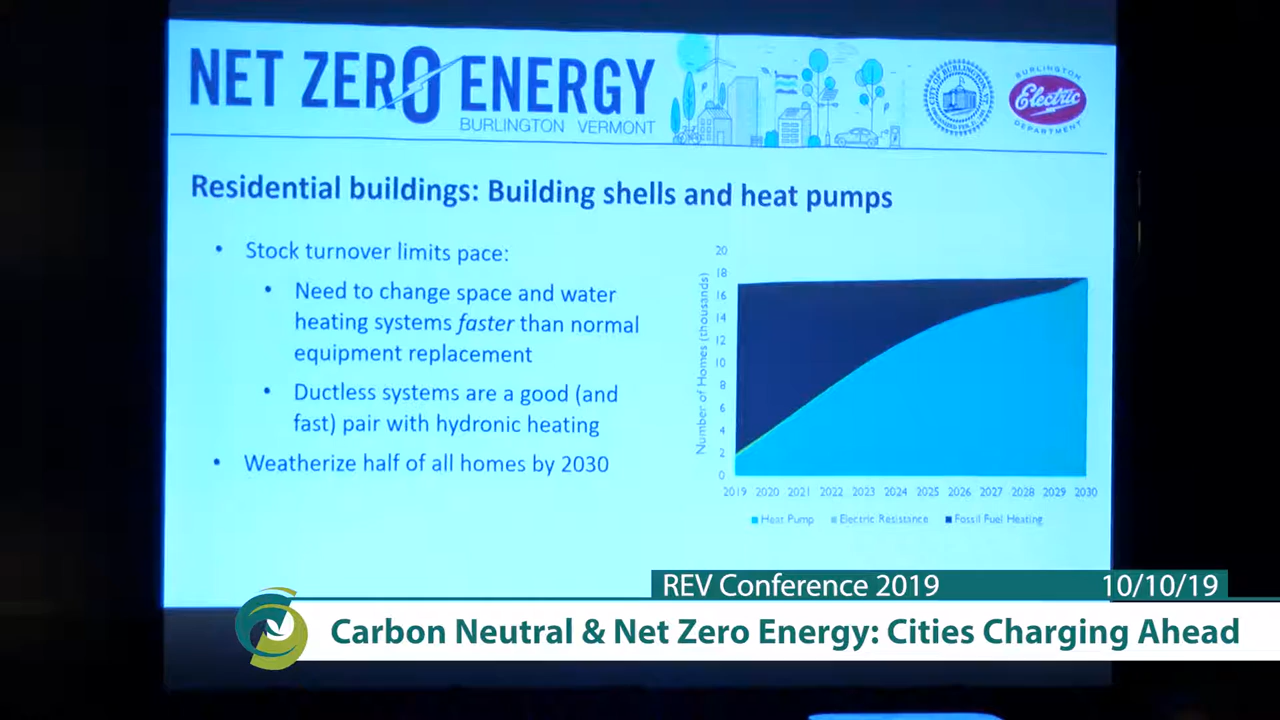 NET ZERO ENERGY
BURLINGTON VERMONT
CITY OF BURLINGTON, VT.
BURLINGTON
Electric
DEPARTMENT
Residential buildings: Building shells and heat pumps
• Stock turnover limits pace:
• Need to change space and water
heating systems faster than normal
equipment replacement
• Ductless systems are a good (and
fast) pair with hydronic heating
• Weatherize half of all homes by 2030
Number of Homes (thousands)
20
18
16
14
12
10
8
6
4
2
0
2019 2020 2021 2022 2023 2024 2025 2026 2027 2028 2029 2030
Heat Pump Electric Resistance Fossil Fuel Heating
REV Conference 2019 10/10/19
Carbon Neutral & Net Zero Energy: Cities Charging Ahead